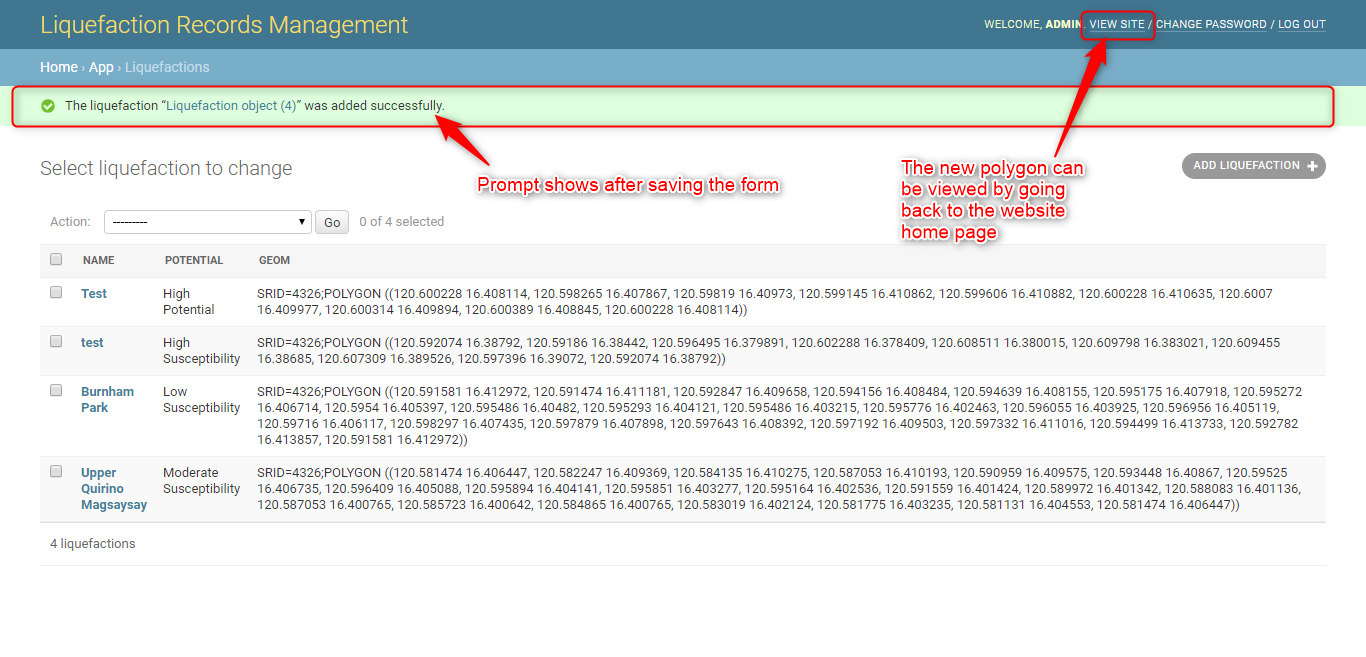 Liquefaction Records Management
WELCOME, ADMIN. VIEW SITE / CHANGE PASSWORD / LOG OUT
Home › App › Liquefactions
The liquefaction “Liquefaction object (4)” was added successfully.
Select liquefaction to change
ADD LIQUEFACTION +
Prompt shows after saving the form
The new polygon can
be viewed by going
back to the website
home page
Action: --------- Go 0 of 4 selected
NAME POTENTIAL GEOM
Test High SRID=4326;POLYGON ((120.600228 16.408114, 120.598265 16.407867, 120.59819 16.40973, 120.599145 16.410862, 120.599606 16.410882, 120.600228 16.410635, 120.6007
Potential 16.409977, 120.600314 16.409894, 120.600389 16.408845, 120.600228 16.408114))
test High SRID=4326;POLYGON ((120.592074 16.38792, 120.59186 16.38442, 120.596495 16.379891, 120.602288 16.378409, 120.608511 16.380015, 120.609798 16.383021, 120.609455
Susceptibility 16.38685, 120.607309 16.389526, 120.597396 16.39072, 120.592074 16.38792))
Burnham Low SRID=4326;POLYGON ((120.591581 16.412972, 120.591474 16.411181, 120.592847 16.409658, 120.594156 16.408484, 120.594639 16.408155, 120.595175 16.407918, 120.595272
Park Susceptibility 16.406714, 120.5954 16.405397, 120.595486 16.40482, 120.595293 16.404121, 120.595486 16.403215, 120.595776 16.402463, 120.596055 16.403925, 120.596956 16.405119,
120.59716 16.406117, 120.598297 16.407435, 120.597879 16.407898, 120.597643 16.408392, 120.597192 16.409503, 120.597332 16.411016, 120.594499 16.413733, 120.592782
16.413857, 120.591581 16.412972))
Upper Moderate SRID=4326;POLYGON ((120.581474 16.406447, 120.582247 16.409369, 120.584135 16.410275, 120.587053 16.410193, 120.590959 16.409575, 120.593448 16.40867, 120.59525
Quirino Susceptibility 16.406735, 120.596409 16.405088, 120.595894 16.404141, 120.595851 16.403277, 120.595164 16.402536, 120.591559 16.401424, 120.589972 16.401342, 120.588083 16.401136,
Magsaysay 120.587053 16.400765, 120.585723 16.400642, 120.584865 16.400765, 120.583019 16.402124, 120.581775 16.403235, 120.581131 16.404553, 120.581474 16.406447))
4 liquefactions